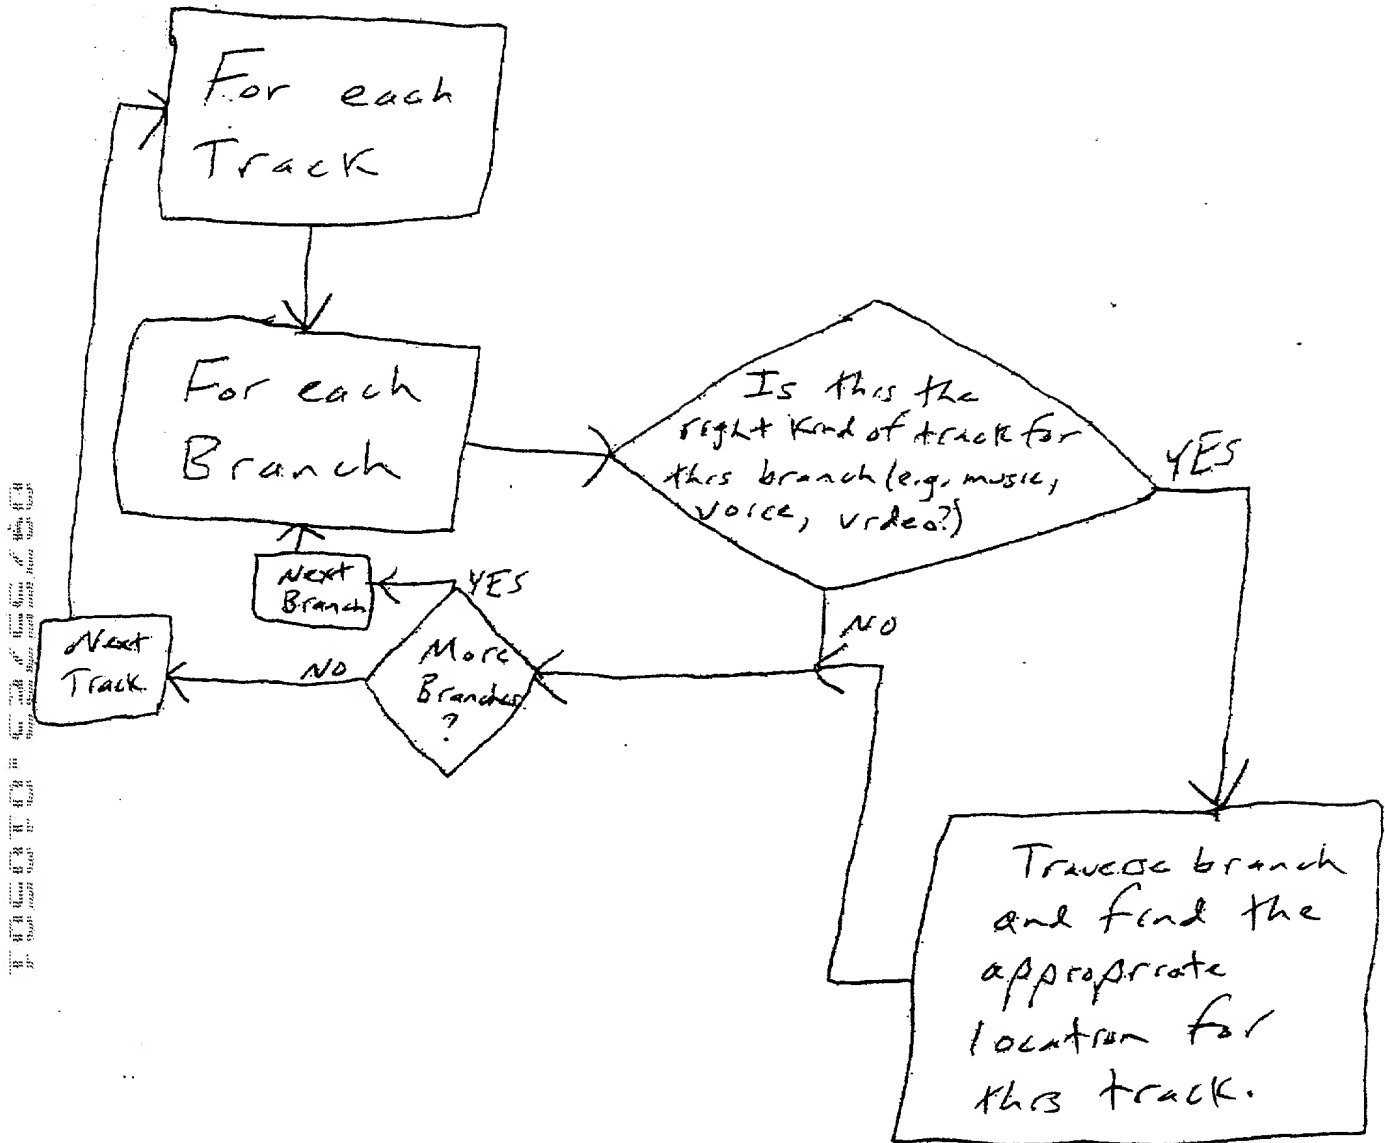 For each
Track
For each
Branch
Is this the
right kind of track for
this branch (e.g., music,
voice, video?)
YES
NO
Next
Branch
YES
More
Branches
?
NO
Next
Track
Traverse branch
and find the
appropriate
location for
this track.